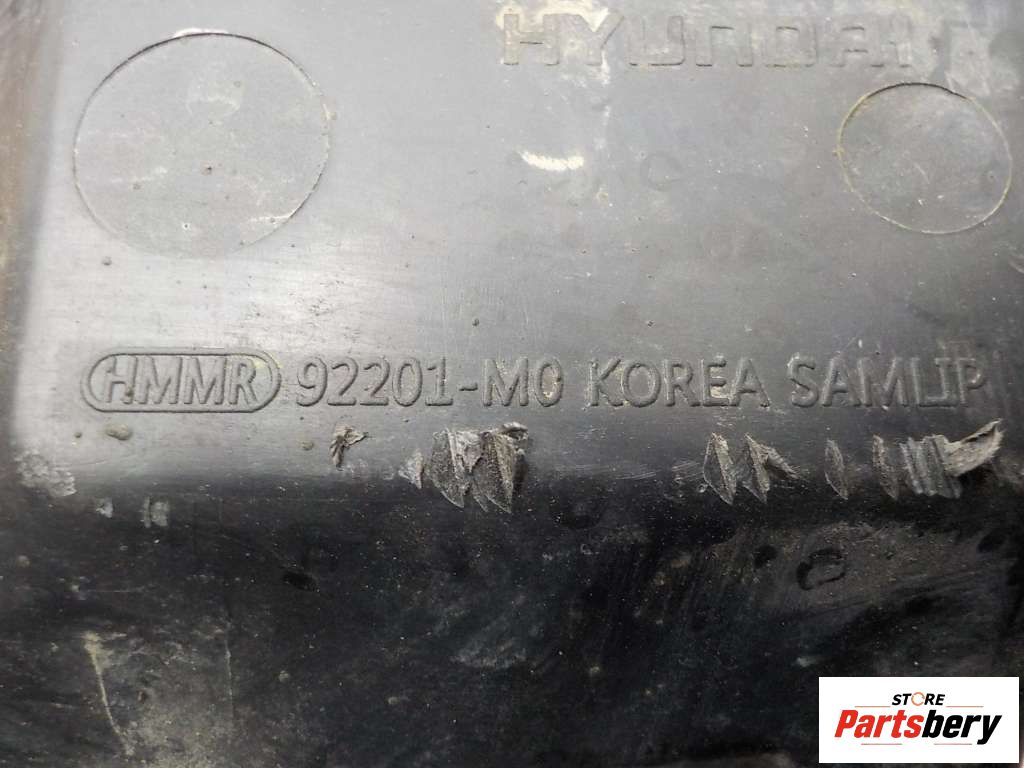 HYUNDAI
HMMR 92201-M0 KOREA SAMLIP
STORE
Partsbery